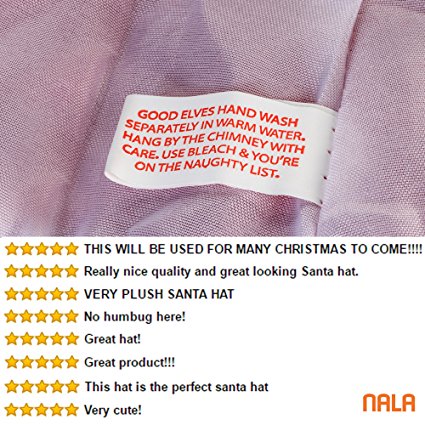 GOOD ELVES HAND WASH
SEPARATELY IN WARM WATER.
HANG BY THE CHIMNEY WITH
CARE. USE BLEACH & YOU'RE
ON THE NAUGHTY LIST.
THIS WILL BE USED FOR MANY CHRISTMAS TO COME!!!!
Really nice quality and great looking Santa hat.
VERY PLUSH SANTA HAT
No humbug here!
Great hat!
Great product!!!
This hat is the perfect santa hat
Very cute!
NALA